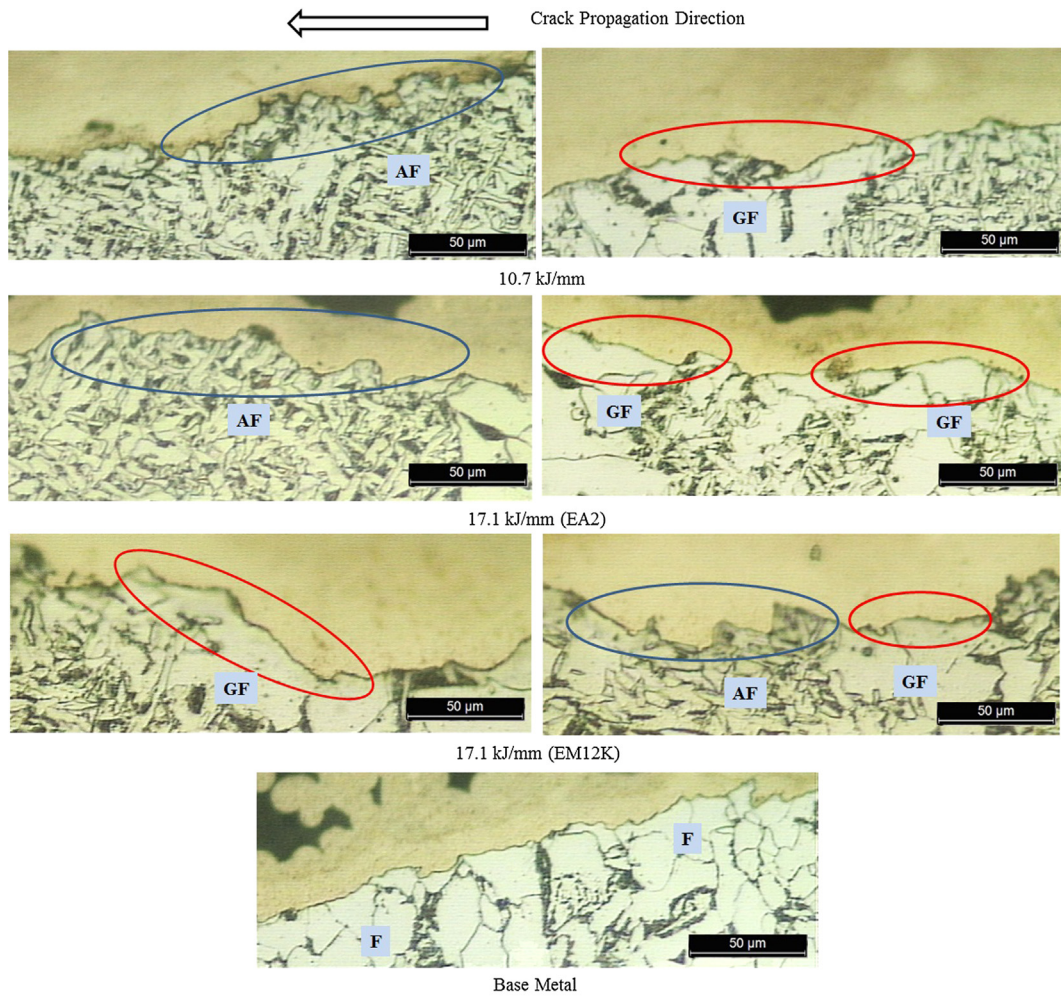 Crack Propagation Direction
AF
50 µm
GF
50 µm
10.7 kJ/mm
AF
50 µm
GF
GF
50 µm
17.1 kJ/mm (EA2)
GF
50 µm
AF
GF
50 µm
17.1 kJ/mm (EM12K)
F
F
50 µm
Base Metal